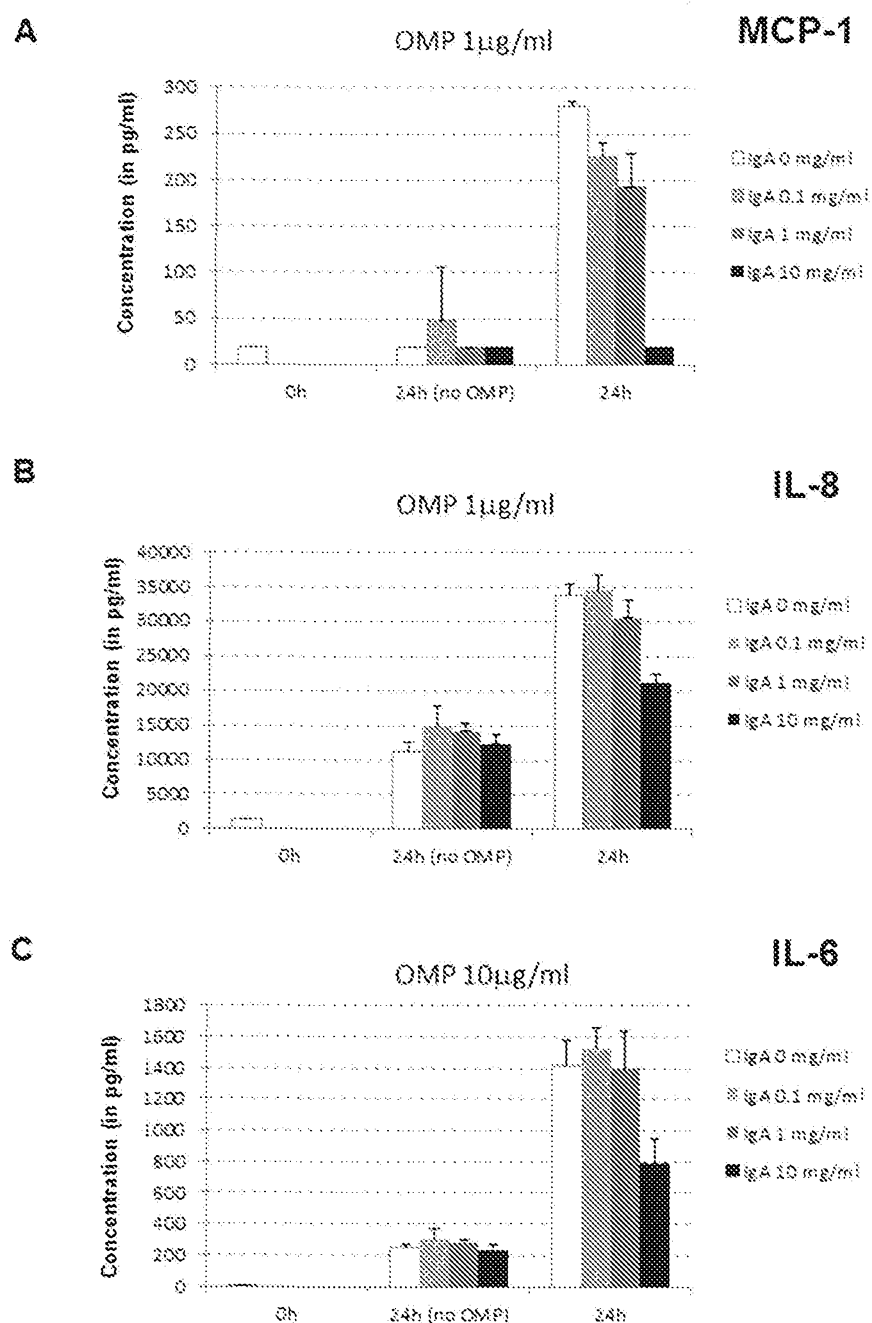 A
OMP 1µg/ml
MCP-1
Concentration (in pg/ml)
300
250
200
150
100
50
0
0h
24h (no OMP)
24h
IgA 0 mg/ml
IgA 0.1 mg/ml
IgA 1 mg/ml
IgA 10 mg/ml
B
OMP 1µg/ml
IL-8
Concentration (in pg/ml)
40000
35000
30000
25000
20000
15000
10000
5000
0
0h
24h (no OMP)
24h
IgA 0 mg/ml
IgA 0.1 mg/ml
IgA 1 mg/ml
IgA 10 mg/ml
C
OMP 10µg/ml
IL-6
Concentration (in pg/ml)
1800
1600
1400
1200
1000
800
600
400
200
0
0h
24h (no OMP)
24h
IgA 0 mg/ml
IgA 0.1 mg/ml
IgA 1 mg/ml
IgA 10 mg/ml